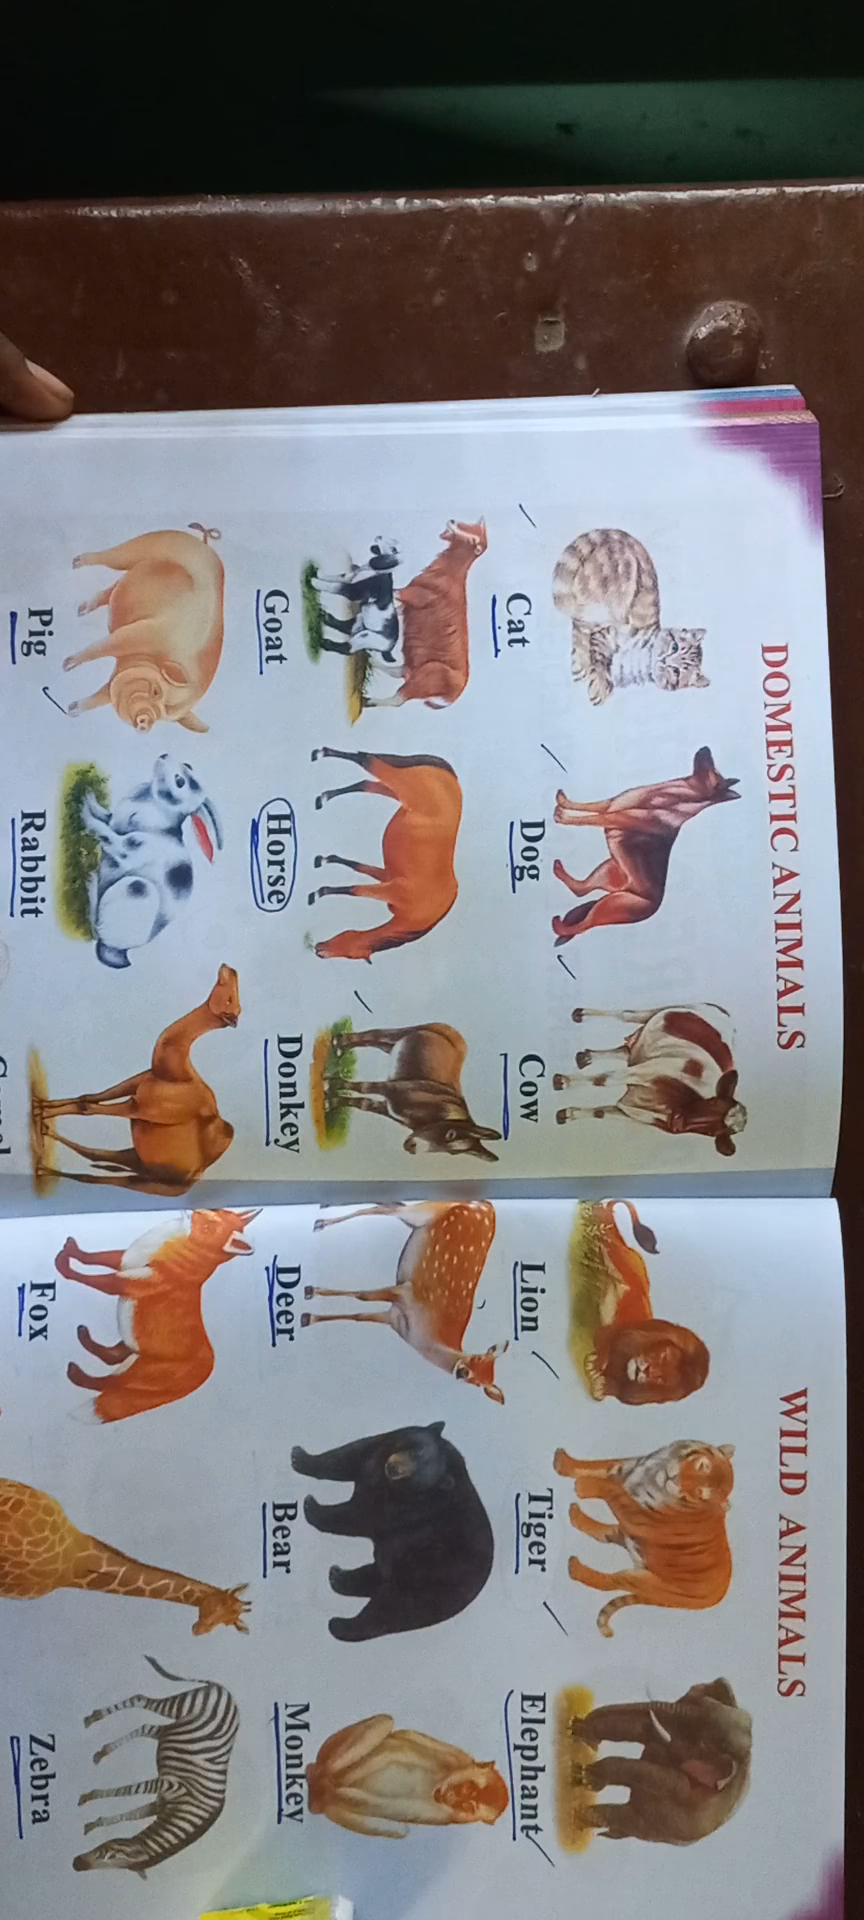 DOMESTIC ANIMALS
Cat Dog Cow
Goat Horse Donkey
Pig Rabbit
WILD ANIMALS
Lion Tiger Elephant
Deer Bear Monkey
Fox Zebra